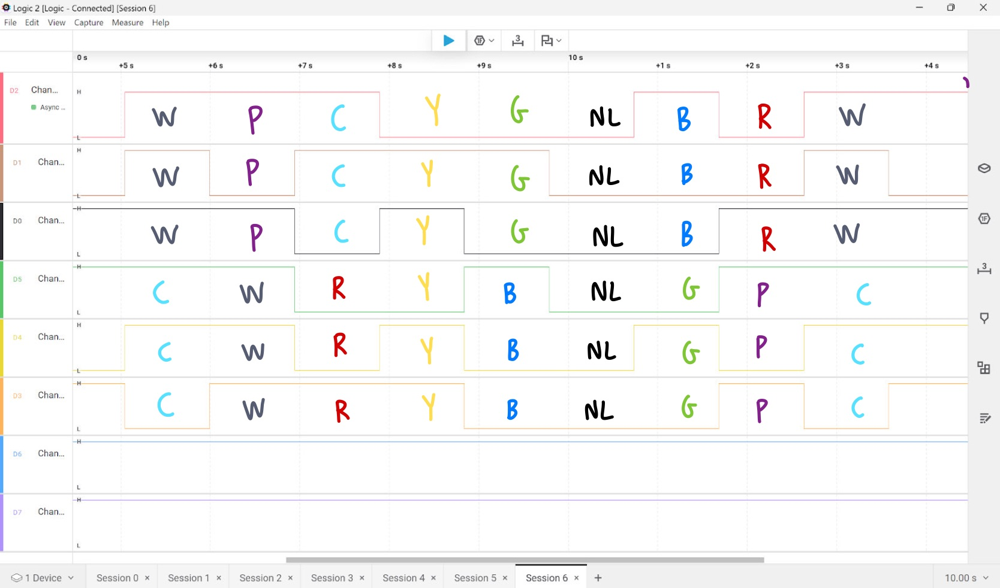 Logic 2 [Logic - Connected] [Session 6]
File Edit View Capture Measure Help
0 s 10 s
+5 s +6 s +7 s +8 s +9 s +1 s +2 s +3 s +4 s
D2 Chan... H
Async ...
W P C Y G NL B R W
L
H
D1 Chan...
W P C Y G NL B R W
L
H
D0 Chan...
W P C Y G NL B R W
L
H
D5 Chan...
C W R Y B NL G P C
L
H
D4 Chan...
C W R Y B NL G P C
L
H
D3 Chan...
C W R Y B NL G P C
L
H
D6 Chan...
L
H
D7 Chan...
L
1F
3
1 Device Session 0 × Session 1 × Session 2 × Session 3 × Session 4 × Session 5 × Session 6 × + 10.00 s